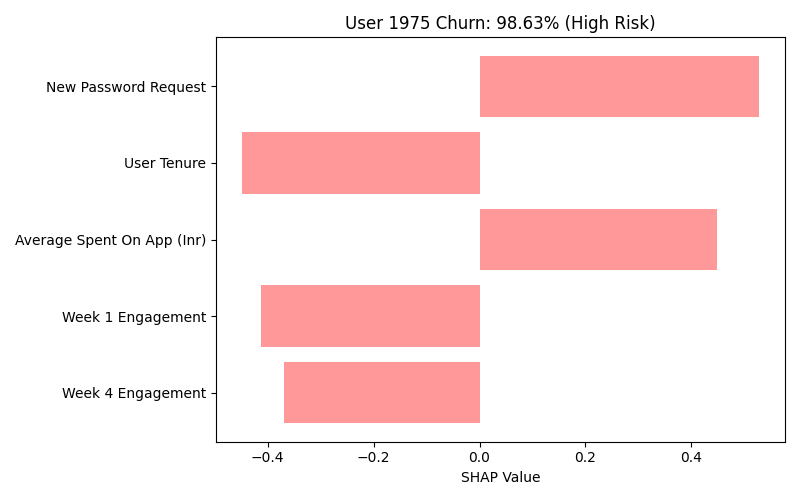 User 1975 Churn: 98.63% (High Risk)
New Password Request
User Tenure
Average Spent On App (Inr)
Week 1 Engagement
Week 4 Engagement
−0.4 −0.2 0.0 0.2 0.4
SHAP Value